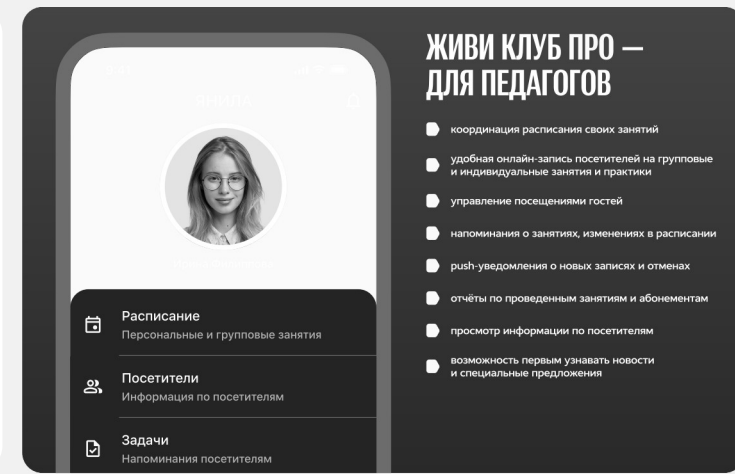 ЖИВИ КЛУБ ПРО —
ДЛЯ ПЕДАГОГОВ
координация расписания своих занятий
удобная онлайн-запись посетителей на групповые
и индивидуальные занятия и практики
управление посещениями гостей
напоминания о занятиях, изменениях в расписании
push-уведомления о новых записях и отменах
отчёты по проведенным занятиям и абонементам
просмотр информации по посетителям
возможность первым узнавать новости
и специальные предложения
Расписание
Персональные и групповые занятия
Посетители
Информация по посетителям
Задачи
Напоминания посетителям